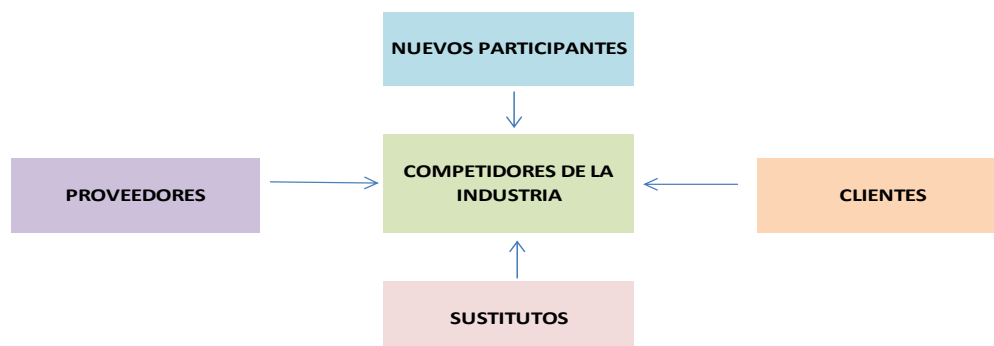 NUEVOS PARTICIPANTES
PROVEEDORES
COMPETIDORES DE LA
INDUSTRIA
CLIENTES
SUSTITUTOS